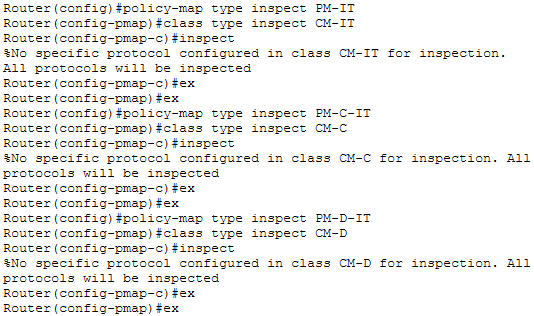 Router(config)#policy-map type inspect PM-IT
Router(config-pmap)#class type inspect CM-IT
Router(config-pmap-c)#inspect
%No specific protocol configured in class CM-IT for inspection.
All protocols will be inspected
Router(config-pmap-c)#ex
Router(config-pmap)#ex
Router(config)#policy-map type inspect PM-C-IT
Router(config-pmap)#class type inspect CM-C
Router(config-pmap-c)#inspect
%No specific protocol configured in class CM-C for inspection. All
protocols will be inspected
Router(config-pmap-c)#ex
Router(config-pmap)#ex
Router(config)#policy-map type inspect PM-D-IT
Router(config-pmap)#class type inspect CM-D
Router(config-pmap-c)#inspect
%No specific protocol configured in class CM-D for inspection. All
protocols will be inspected
Router(config-pmap-c)#ex
Router(config-pmap)#ex